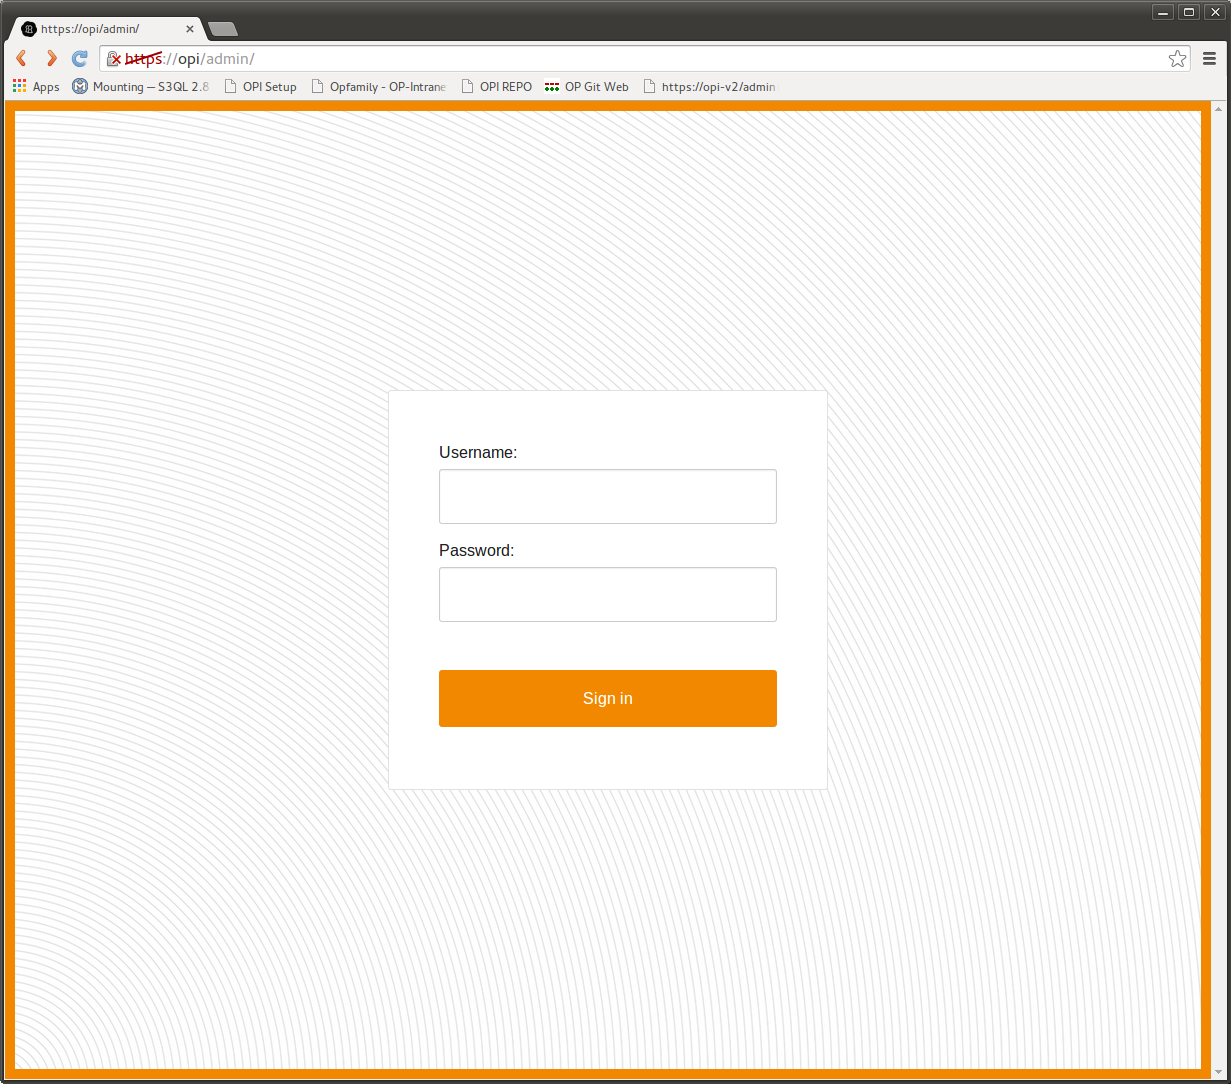 https://opi/admin/
https://opi/admin/
Apps Mounting — S3QL 2.8 OPI Setup Opfamily - OP-Intrane OPI REPO OP Git Web https://opi-v2/admin
Username:
Password:
Sign in